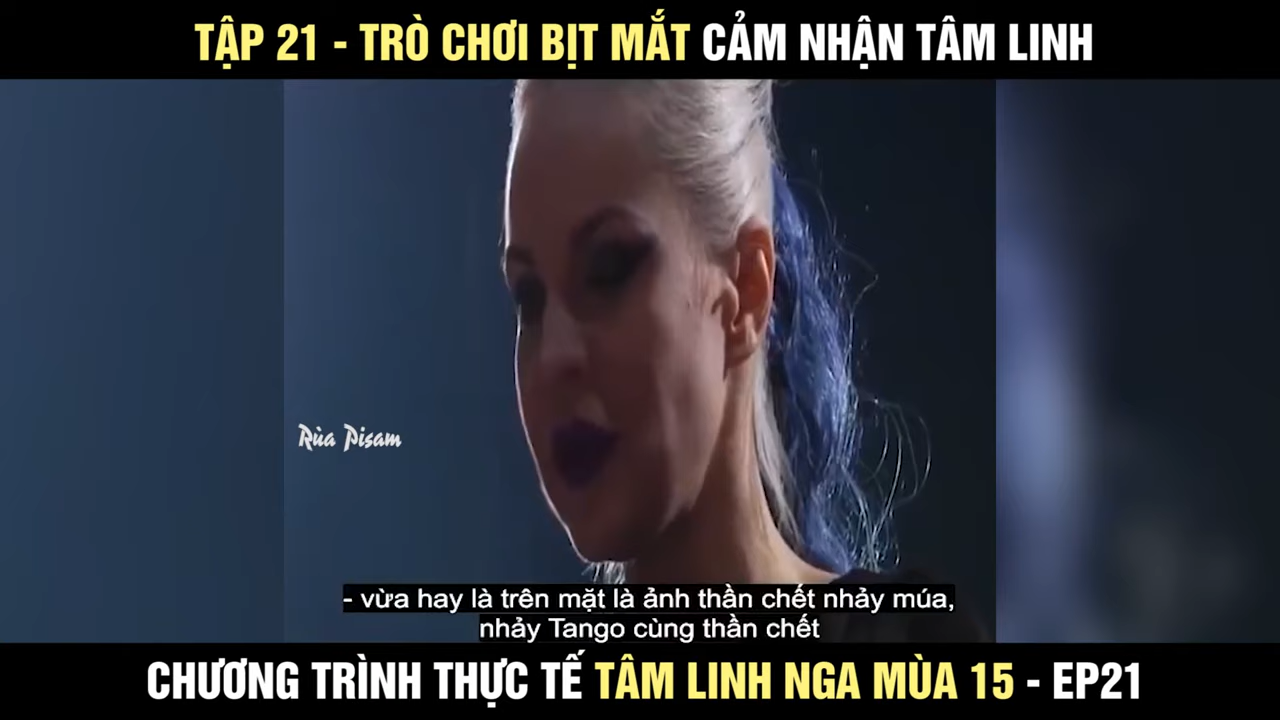 TẬP 21 - TRÒ CHƠI BỊT MẮT CẢM NHẬN TÂM LINH
Rùa Pisam
- vừa hay là trên mặt là ảnh thần chết nhảy múa,
nhảy Tango cùng thần chết
CHƯƠNG TRÌNH THỰC TẾ TÂM LINH NGA MÙA 15 - EP21